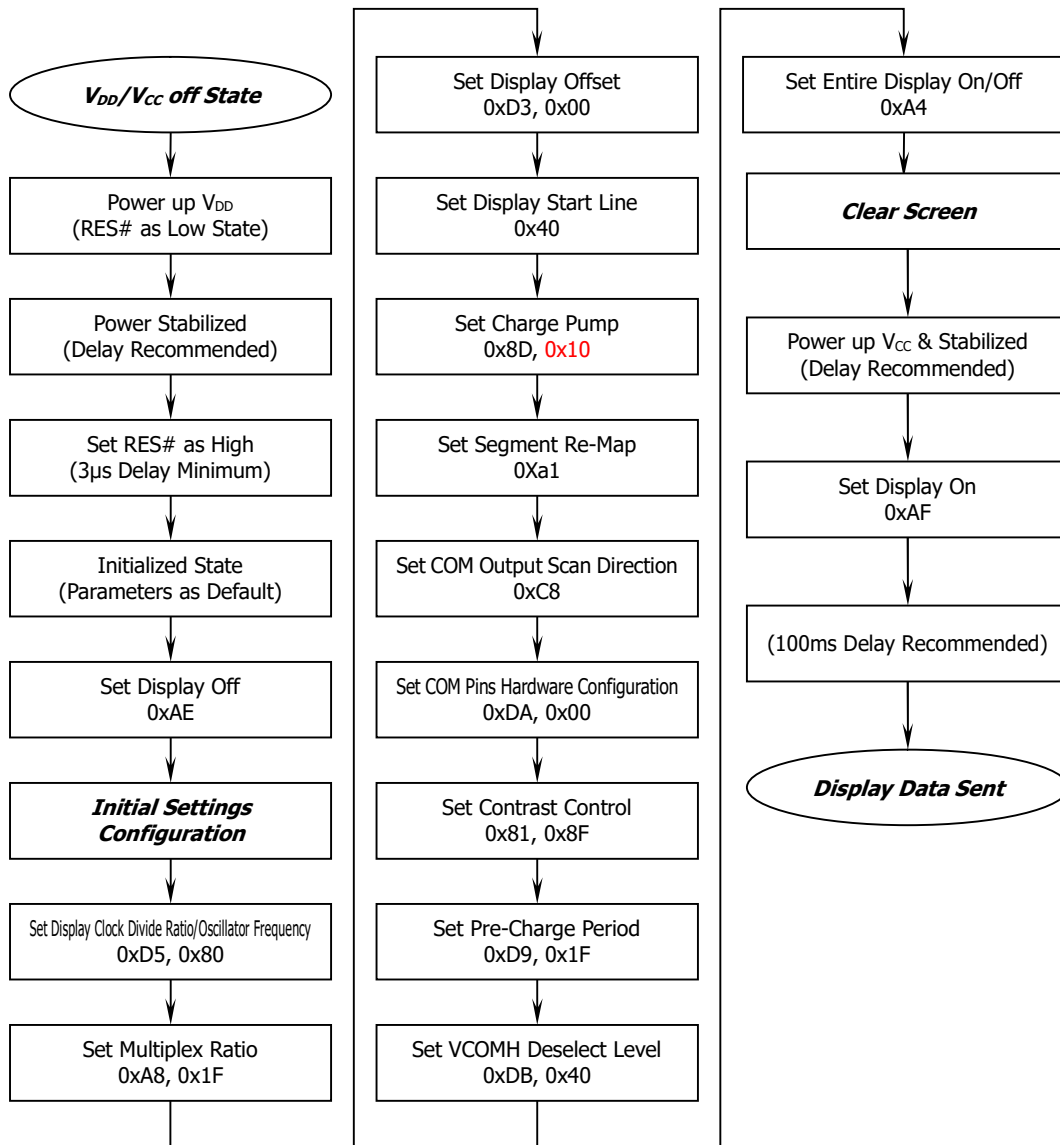 VDD/VCC off State
Power up VDD
(RES# as Low State)
Power Stabilized
(Delay Recommended)
Set RES# as High
(3μs Delay Minimum)
Initialized State
(Parameters as Default)
Set Display Off
0xAE
Initial Settings
Configuration
Set Display Clock Divide Ratio/Oscillator Frequency
0xD5, 0x80
Set Multiplex Ratio
0xA8, 0x1F
Set Display Offset
0xD3, 0x00
Set Display Start Line
0x40
Set Charge Pump
0x8D, 0x10
Set Segment Re-Map
0Xa1
Set COM Output Scan Direction
0xC8
Set COM Pins Hardware Configuration
0xDA, 0x00
Set Contrast Control
0x81, 0x8F
Set Pre-Charge Period
0xD9, 0x1F
Set VCOMH Deselect Level
0xDB, 0x40
Set Entire Display On/Off
0xA4
Clear Screen
Power up VCC & Stabilized
(Delay Recommended)
Set Display On
0xAF
(100ms Delay Recommended)
Display Data Sent